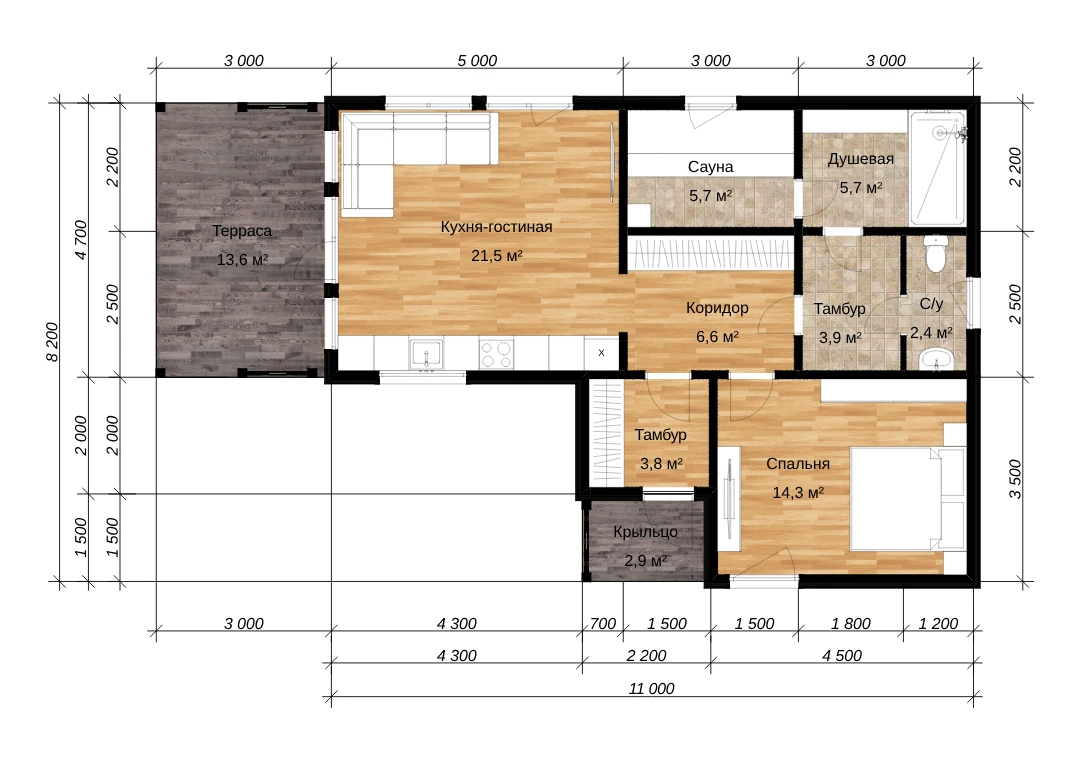 3 000
5 000
3 000
3 000
2 200
2 200
4 700
2 500
2 500
8 200
2 000
2 000
3 500
1 500
1 500
Терраса
13,6 м²
Кухня-гостиная
21,5 м²
Сауна
5,7 м²
Душевая
5,7 м²
Коридор
6,6 м²
Тамбур
3,9 м²
С/у
2,4 м²
х
Тамбур
3,8 м²
Спальня
14,3 м²
Крыльцо
2,9 м²
3 000
4 300
700
1 500
1 500
1 800
1 200
4 300
2 200
4 500
11 000